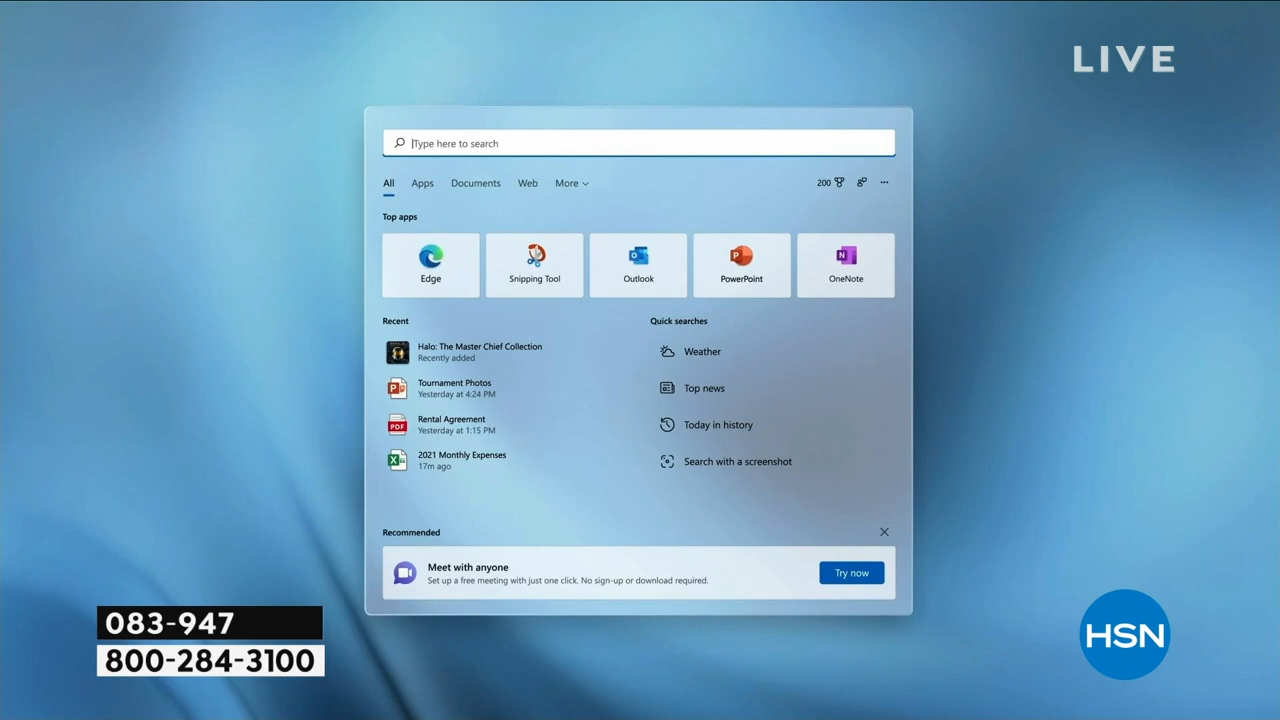 LIVE
Type here to search
All Apps Documents Web More 200
Top apps
Edge Snipping Tool Outlook PowerPoint OneNote
Recent
Halo: The Master Chief Collection
Recently added
Tournament Photos
Yesterday at 4:24 PM
Rental Agreement
Yesterday at 1:15 PM
2021 Monthly Expenses
17m ago
Quick searches
Weather
Top news
Today in history
Search with a screenshot
Recommended
Meet with anyone
Set up a free meeting with just one click. No sign-up or download required.
Try now
083-947
800-284-3100
HSN